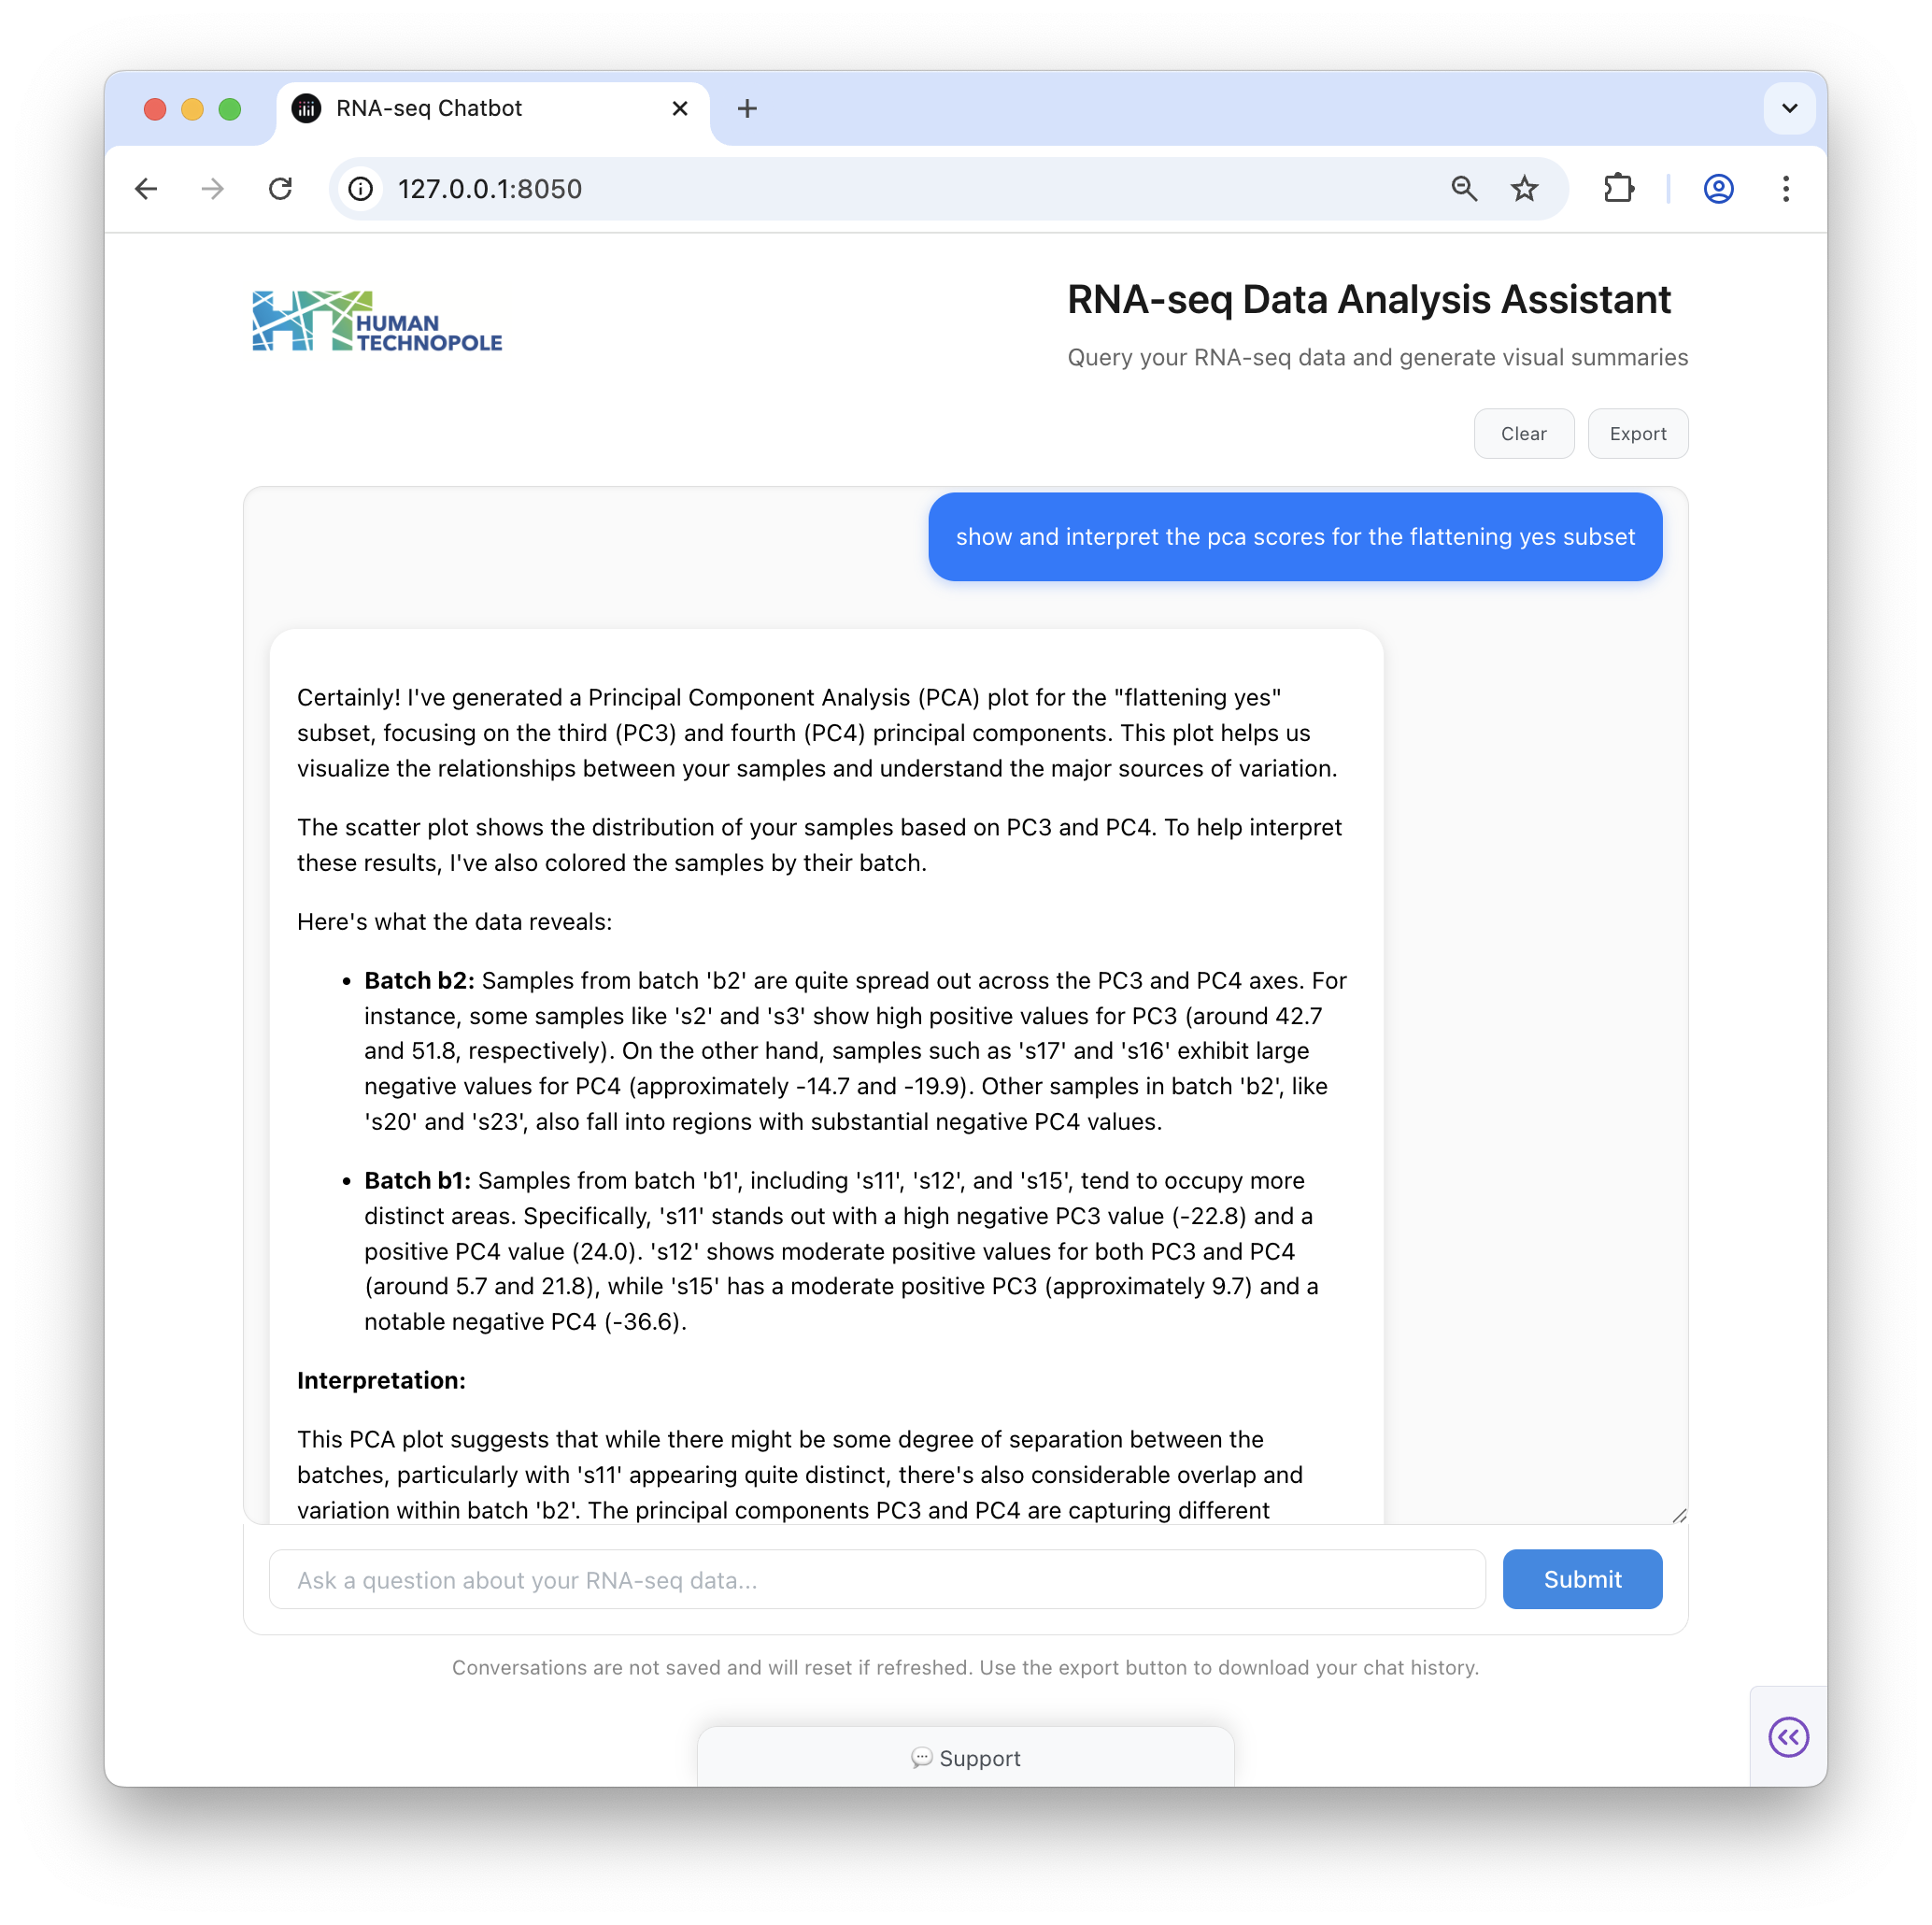 RNA-seq Chatbot
127.0.0.1:8050
HUMAN
TECHNOPOLE
RNA-seq Data Analysis Assistant
Query your RNA-seq data and generate visual summaries
Clear
Export
show and interpret the pca scores for the flattening yes subset
Certainly! I've generated a Principal Component Analysis (PCA) plot for the "flattening yes"
subset, focusing on the third (PC3) and fourth (PC4) principal components. This plot helps us
visualize the relationships between your samples and understand the major sources of variation.
The scatter plot shows the distribution of your samples based on PC3 and PC4. To help interpret
these results, I've also colored the samples by their batch.
Here's what the data reveals:
• Batch b2: Samples from batch 'b2' are quite spread out across the PC3 and PC4 axes. For
instance, some samples like 's2' and 's3' show high positive values for PC3 (around 42.7
and 51.8, respectively). On the other hand, samples such as 's17' and 's16' exhibit large
negative values for PC4 (approximately -14.7 and -19.9). Other samples in batch 'b2', like
's20' and 's23', also fall into regions with substantial negative PC4 values.
• Batch b1: Samples from batch 'b1', including 's11', 's12', and 's15', tend to occupy more
distinct areas. Specifically, 's11' stands out with a high negative PC3 value (-22.8) and a
positive PC4 value (24.0). 's12' shows moderate positive values for both PC3 and PC4
(around 5.7 and 21.8), while 's15' has a moderate positive PC3 (approximately 9.7) and a
notable negative PC4 (-36.6).
Interpretation:
This PCA plot suggests that while there might be some degree of separation between the
batches, particularly with 's11' appearing quite distinct, there's also considerable overlap and
variation within batch 'b2'. The principal components PC3 and PC4 are capturing different
Ask a question about your RNA-seq data...
Submit
Conversations are not saved and will reset if refreshed. Use the export button to download your chat history.
💬 Support